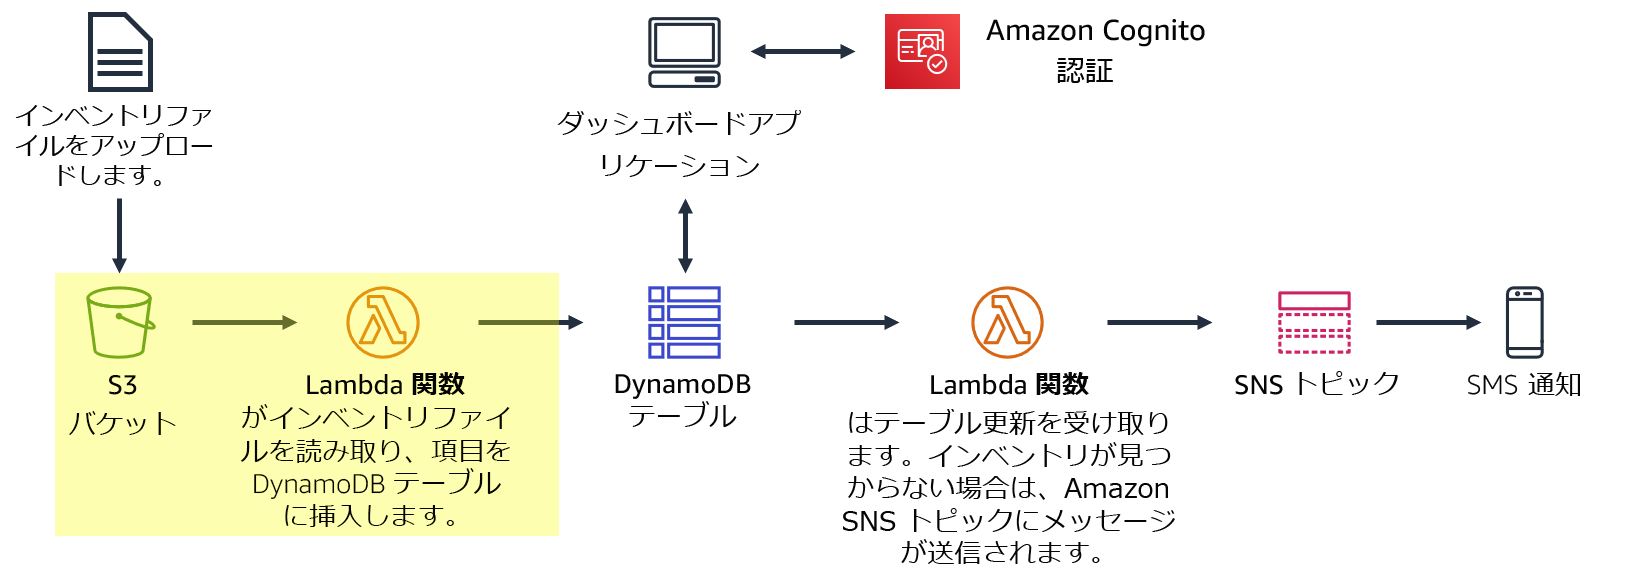 インベントリファ
イルをアップロー
ドします。
ダッシュボードアプ
リケーション
Amazon Cognito
認証
S3
バケット
Lambda 関数
がインベントリファイ
ルを読み取り、項目を
DynamoDB テーブル
に挿入します。
DynamoDB
テーブル
Lambda 関数
はテーブル更新を受け取り
ます。インベントリが見つ
からない場合は、Amazon
SNS トピックにメッセージ
が送信されます。
SNS トピック
SMS 通知